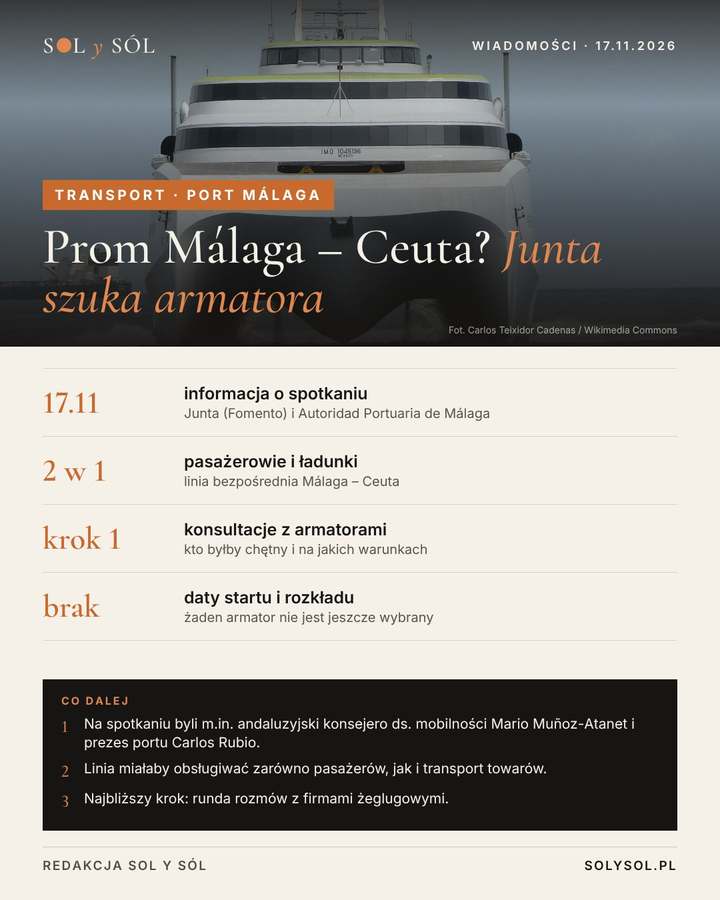 SOL y SÓL
WIADOMOŚCI · 17.11.2026
IMO 1049196
TRANSPORT · PORT MÁLAGA
Prom Málaga – Ceuta? Junta
szuka armatora
Fot. Carlos Teixidor Cadenas / Wikimedia Commons
17.11
informacja o spotkaniu
Junta (Fomento) i Autoridad Portuaria de Málaga
2 w 1
pasażerowie i ładunki
linia bezpośrednia Málaga – Ceuta
krok 1
konsultacje z armatorami
kto byłby chętny i na jakich warunkach
brak
daty startu i rozkładu
żaden armator nie jest jeszcze wybrany
CO DALEJ
1 Na spotkaniu byli m.in. andaluzyjski konsejero ds. mobilności Mario Muñoz-Atanet i
prezes portu Carlos Rubio.
2 Linia miałaby obsługiwać zarówno pasażerów, jak i transport towarów.
3 Najbliższy krok: runda rozmów z firmami żeglugowymi.
REDAKCJA SOL Y SÓL
SOLYSOL.PL